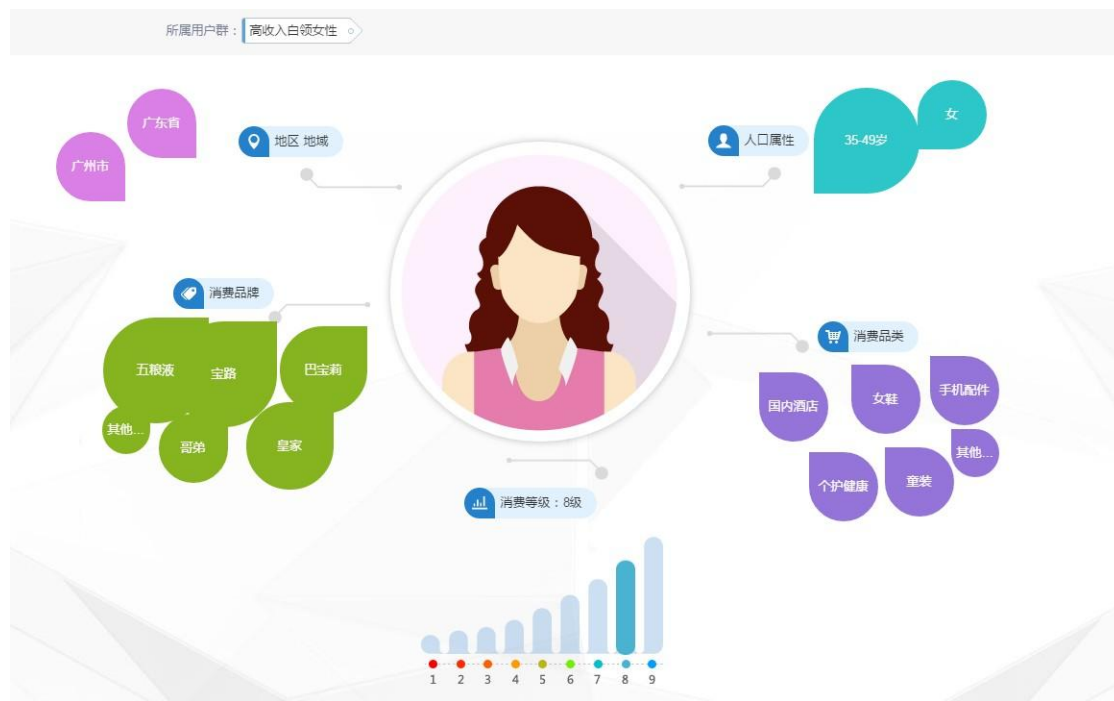 所属用户群：高收入白领女性
广东省
广州市
地区 地域
人口属性
35-49岁
女
消费品牌
五粮液
宝路
巴宝莉
其他...
哥弟
皇家
消费品类
国内酒店
女鞋
手机配件
其他...
个护健康
童装
消费等级：8级
1 2 3 4 5 6 7 8 9